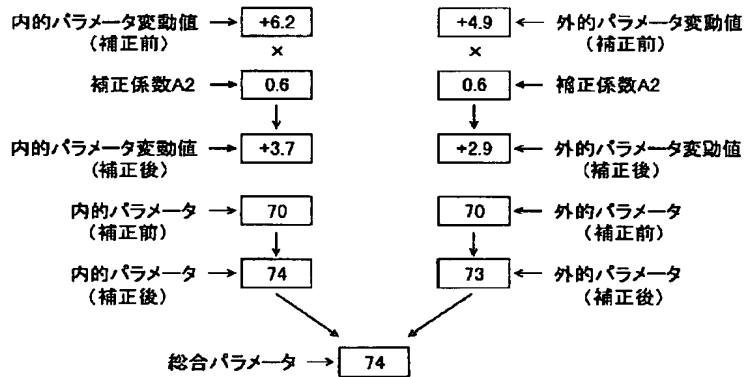 内的パラメータ変動値 → +6.2 +4.9 ← 外的パラメータ変動値
(補正前) × × (補正前)
補正係数A2 → 0.6 0.6 ← 補正係数A2
内的パラメータ変動値 → +3.7 +2.9 ← 外的パラメータ変動値
(補正後) (補正後)
内的パラメータ → 70 70 ← 外的パラメータ
(補正前) (補正前)
内的パラメータ → 74 73 ← 外的パラメータ
(補正後) (補正後)
総合パラメータ → 74